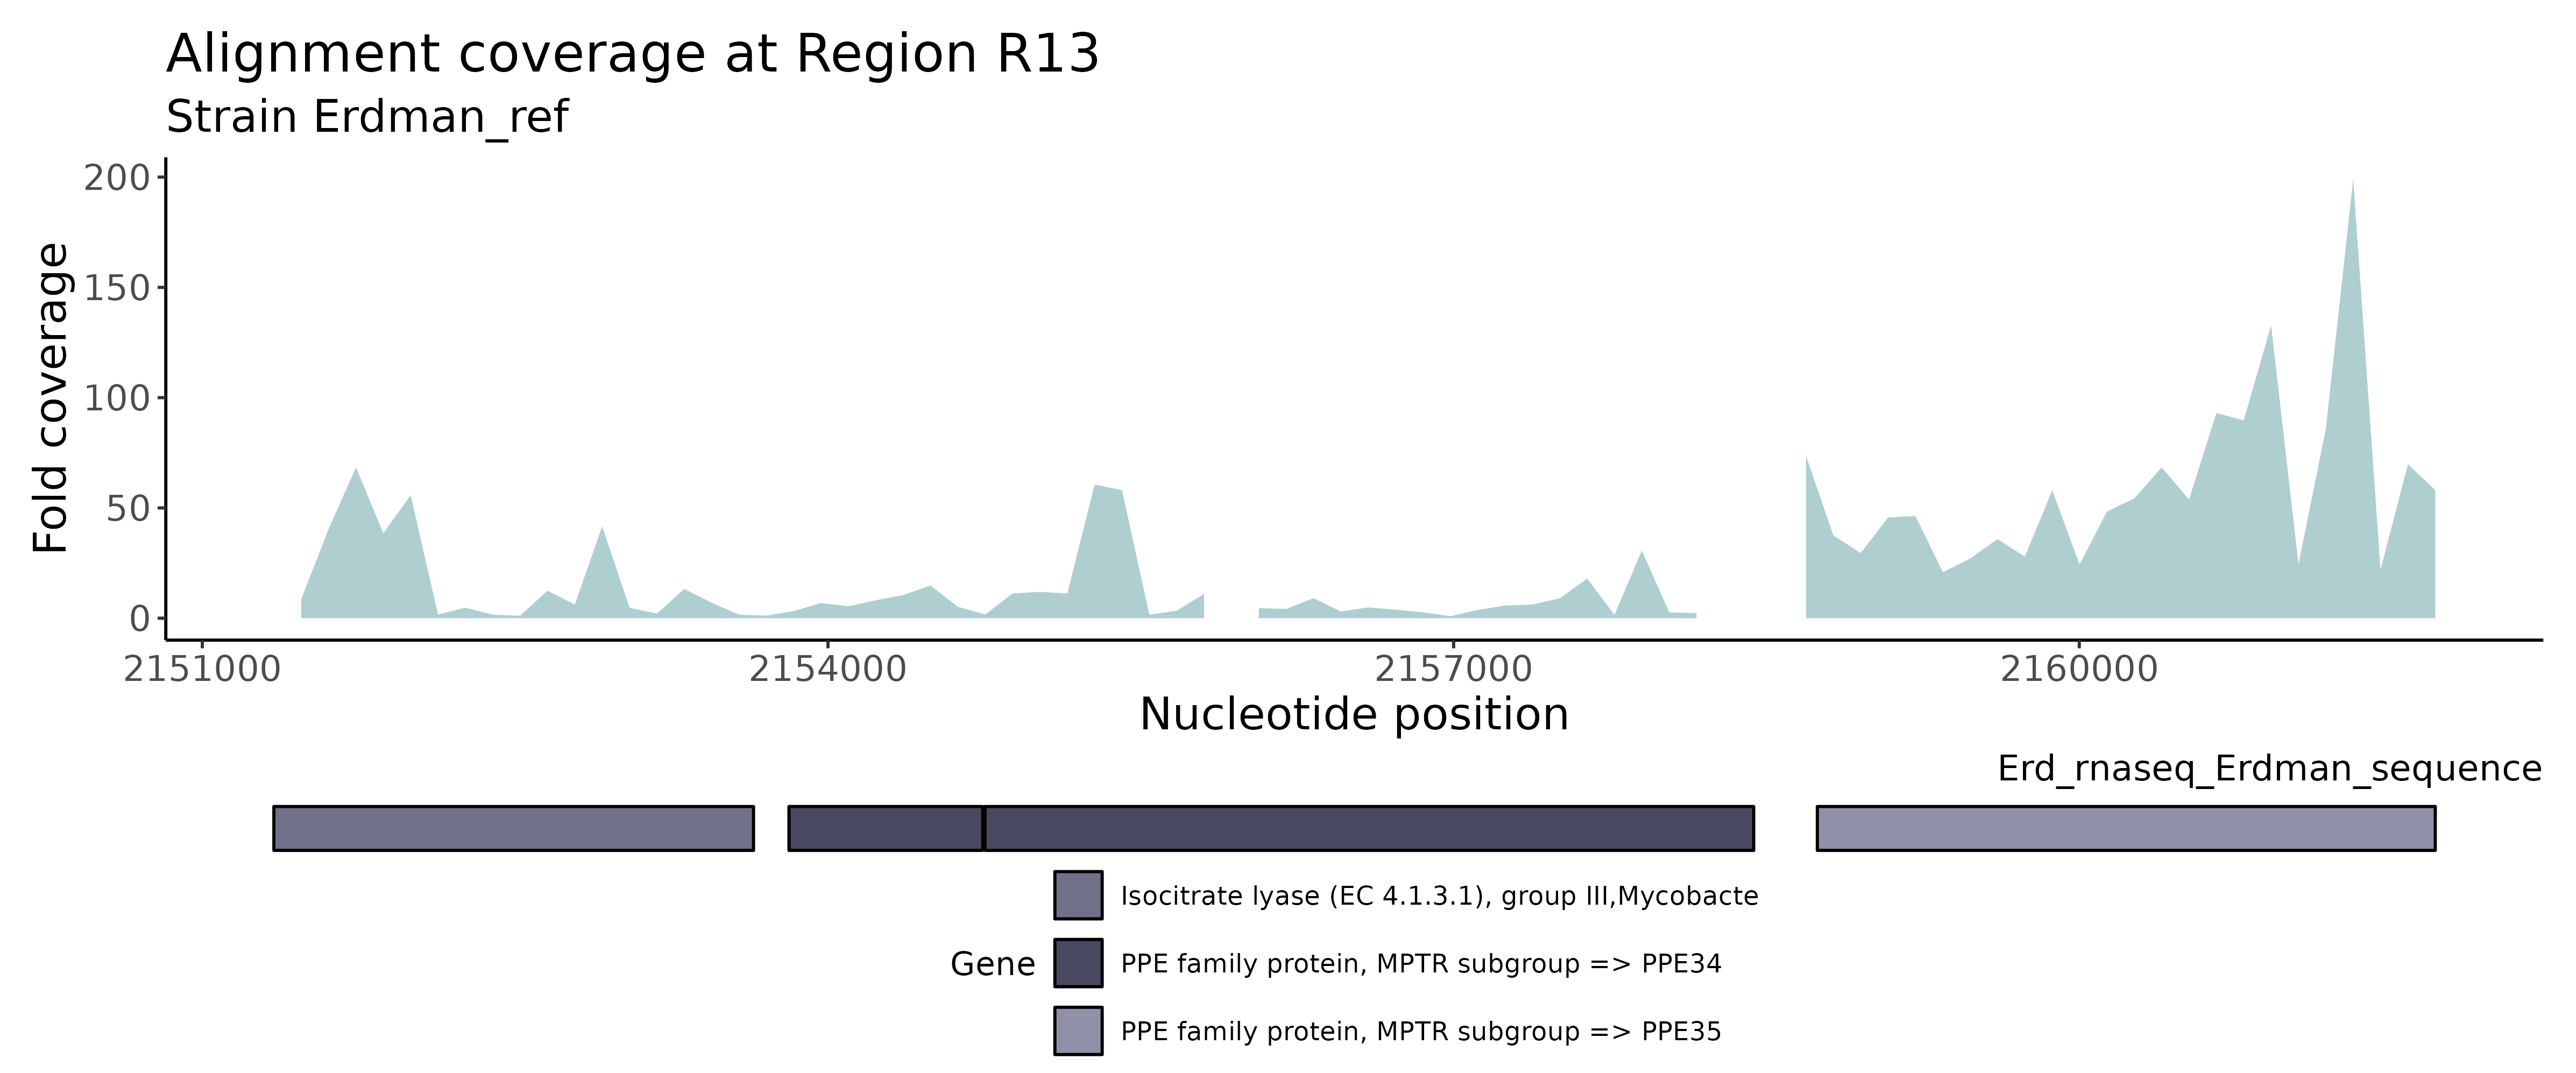 Alignment coverage at Region R13
Strain Erdman_ref
Fold coverage
200
150
100
50
0
2151000 2154000 2157000 2160000
Nucleotide position
Erd_rnaseq_Erdman_sequence
Gene
Isocitrate lyase (EC 4.1.3.1), group III,Mycobacte
PPE family protein, MPTR subgroup => PPE34
PPE family protein, MPTR subgroup => PPE35